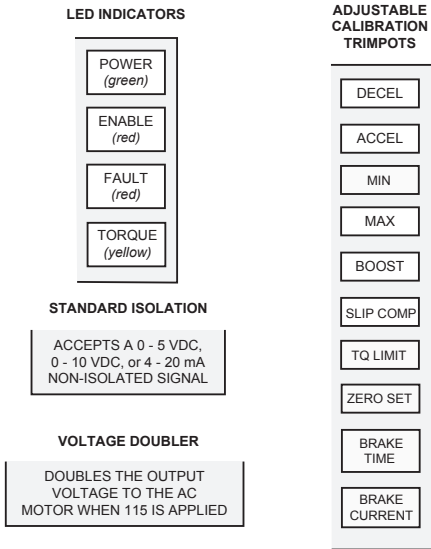 LED INDICATORS
POWER
(green)
ENABLE
(red)
FAULT
(red)
TORQUE
(yellow)
STANDARD ISOLATION
ACCEPTS A 0 - 5 VDC,
0 - 10 VDC, or 4 - 20 mA
NON-ISOLATED SIGNAL
VOLTAGE DOUBLER
DOUBLES THE OUTPUT
VOLTAGE TO THE AC
MOTOR WHEN 115 IS APPLIED
ADJUSTABLE
CALIBRATION
TRIMPOTS
DECEL
ACCEL
MIN
MAX
BOOST
SLIP COMP
TQ LIMIT
ZERO SET
BRAKE
TIME
BRAKE
CURRENT